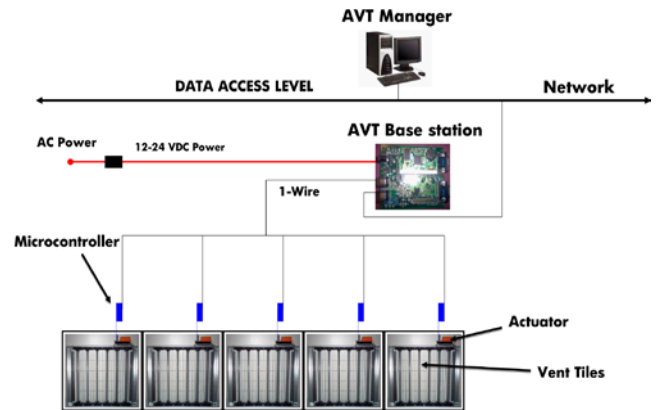 AVT Manager
DATA ACCESS LEVEL
Network
AVT Base station
AC Power
12-24 VDC Power
1-Wire
Microcontroller
Actuator
Vent Tiles